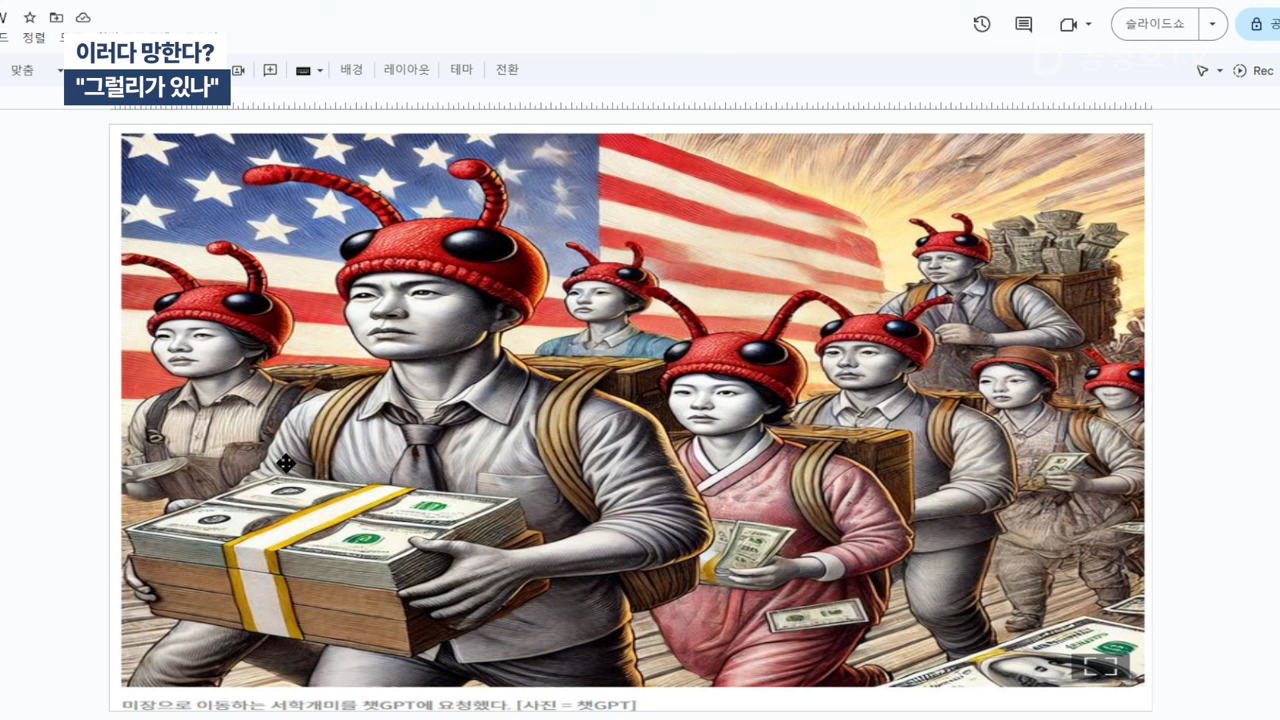 이러다 망한다?
"그럴리가 있나"
정렬
슬라이드쇼
공
맞춤
배경
레이아웃
테마
전환
Rec
미장으로 이동하는 서학개미를 챗GPT에 요청했다. [사진 = 챗GPT]